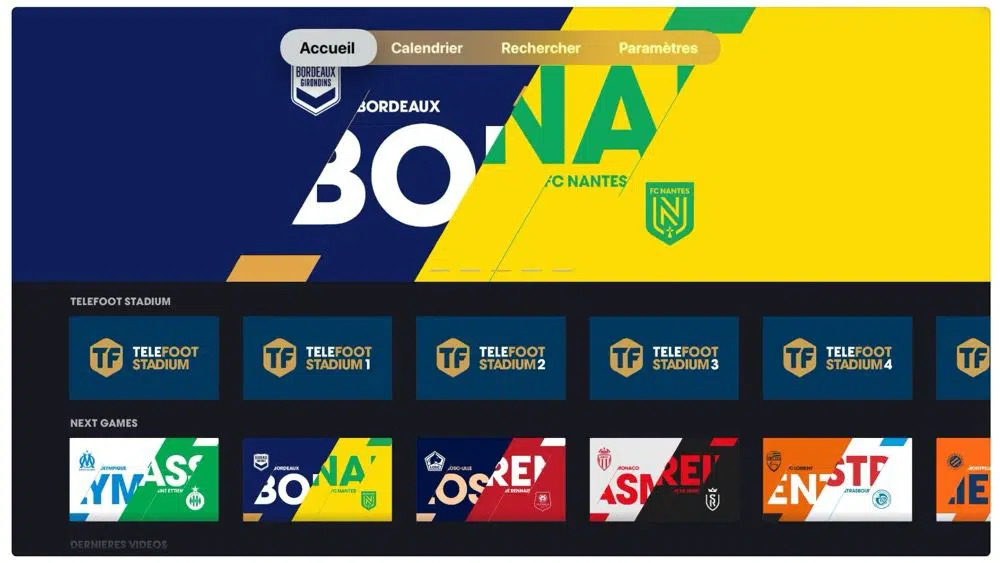 Accueil Calendrier Rechercher Paramètres
BORDEAUX
GIRONDINS
BORDEAUX
BO
NA
FC NANTES
FC NANTES
N
TELEFOOT STADIUM
TF TELEFOOT STADIUM
TF TELEFOOT STADIUM 1
TF TELEFOOT STADIUM 2
TF TELEFOOT STADIUM 3
TF TELEFOOT STADIUM 4
TF
NEXT GAMES
OLYMPIQUE
YM
ASS
BORDEAUX
BO
NA
FC NANTES
LOSC-LILLE
OS
REN
MONACO
ASM
REI
FC LORIENT
EN
STR
STRASBOURG
DERNIERES VIDEOS